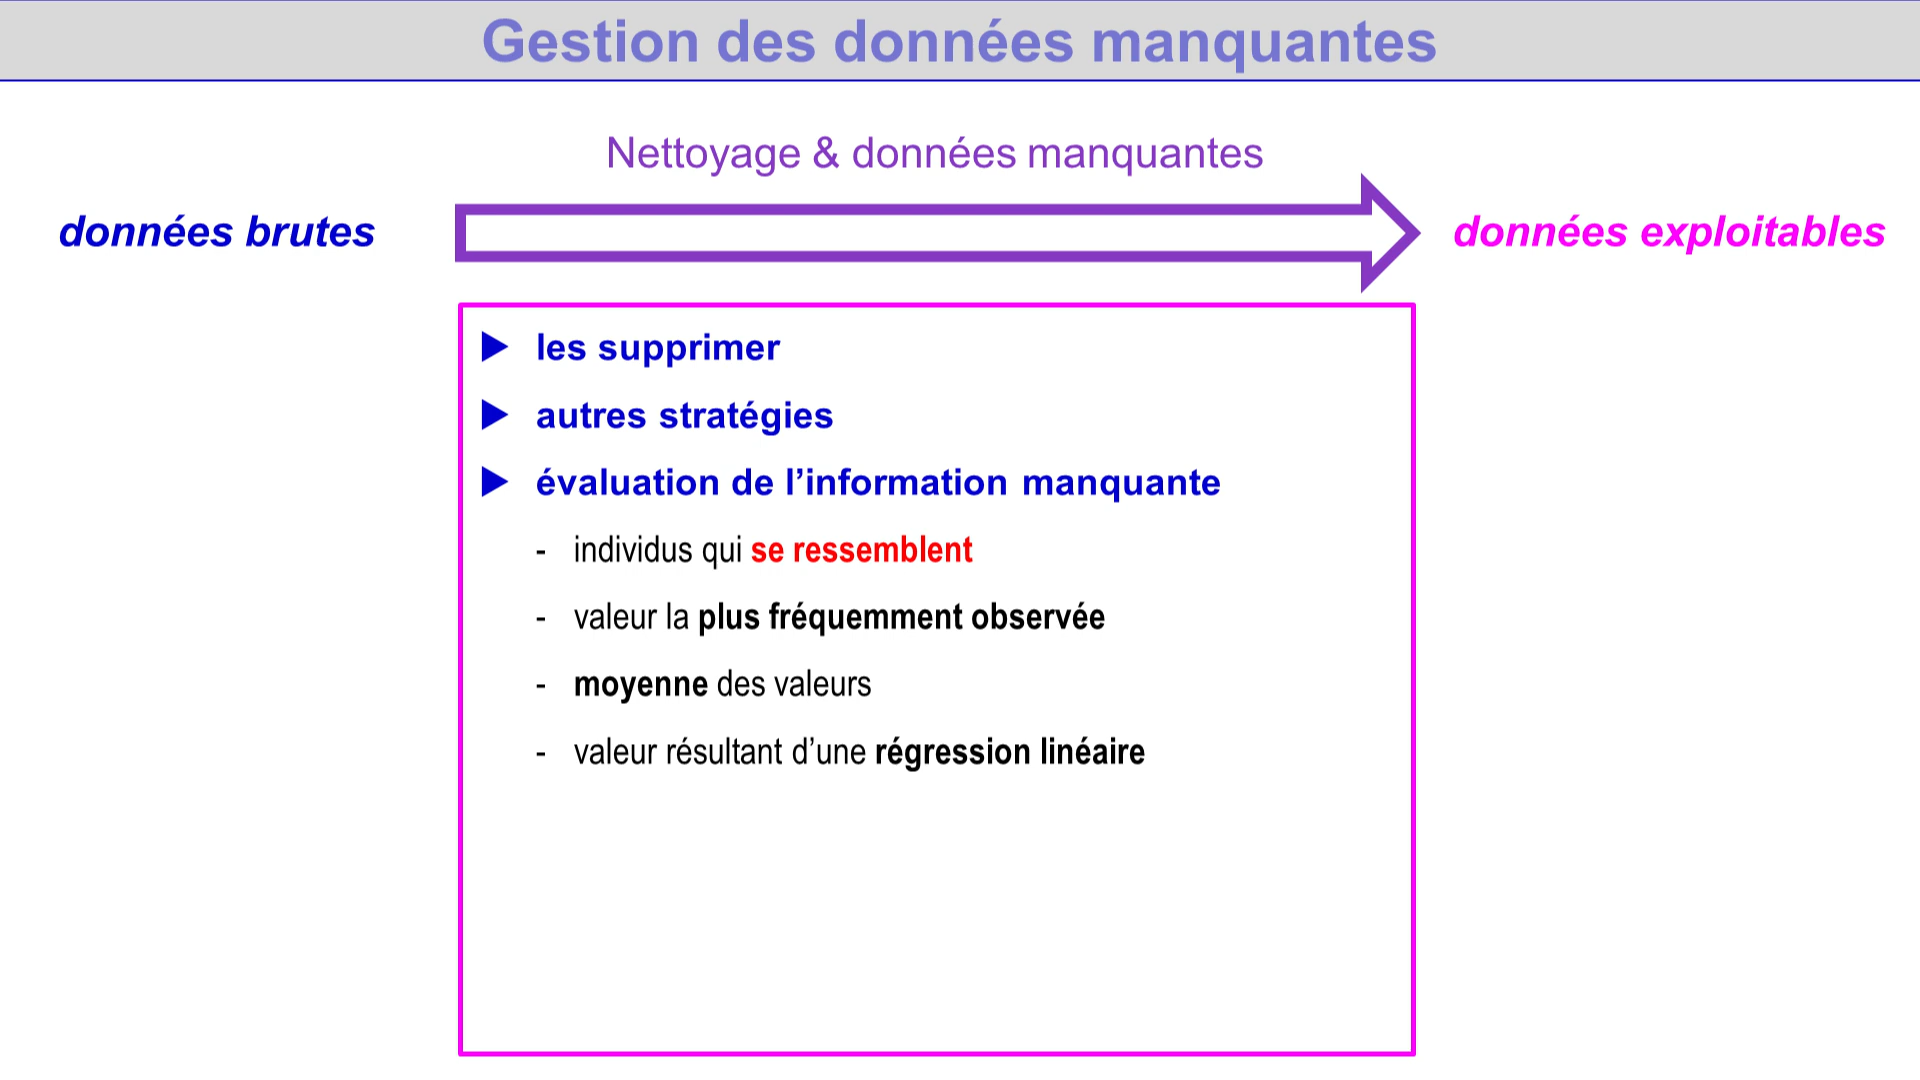 Gestion des données manquantes
Nettoyage & données manquantes
données brutes
données exploitables
les supprimer
autres stratégies
évaluation de l’information manquante
- individus qui se ressemblent
- valeur la plus fréquemment observée
- moyenne des valeurs
- valeur résultant d’une régression linéaire